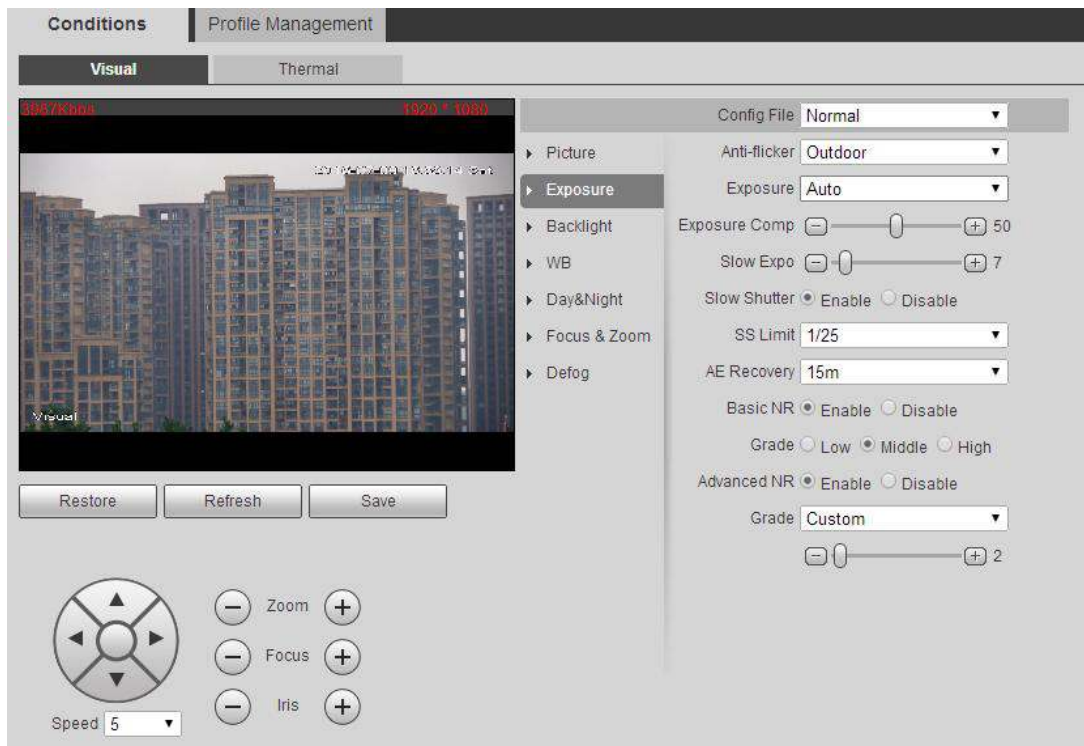 Conditions Profile Management
Visual Thermal
3967Kbps 1920 * 1080
Visual
Restore Refresh Save
Zoom
Focus
Iris
Speed 5
Picture
Exposure
Backlight
WB
Day&Night
Focus & Zoom
Defog
Config File Normal
Anti-flicker Outdoor
Exposure Auto
Exposure Comp 50
Slow Expo 7
Slow Shutter Enable Disable
SS Limit 1/25
AE Recovery 15m
Basic NR Enable Disable
Grade Low Middle High
Advanced NR Enable Disable
Grade Custom
2